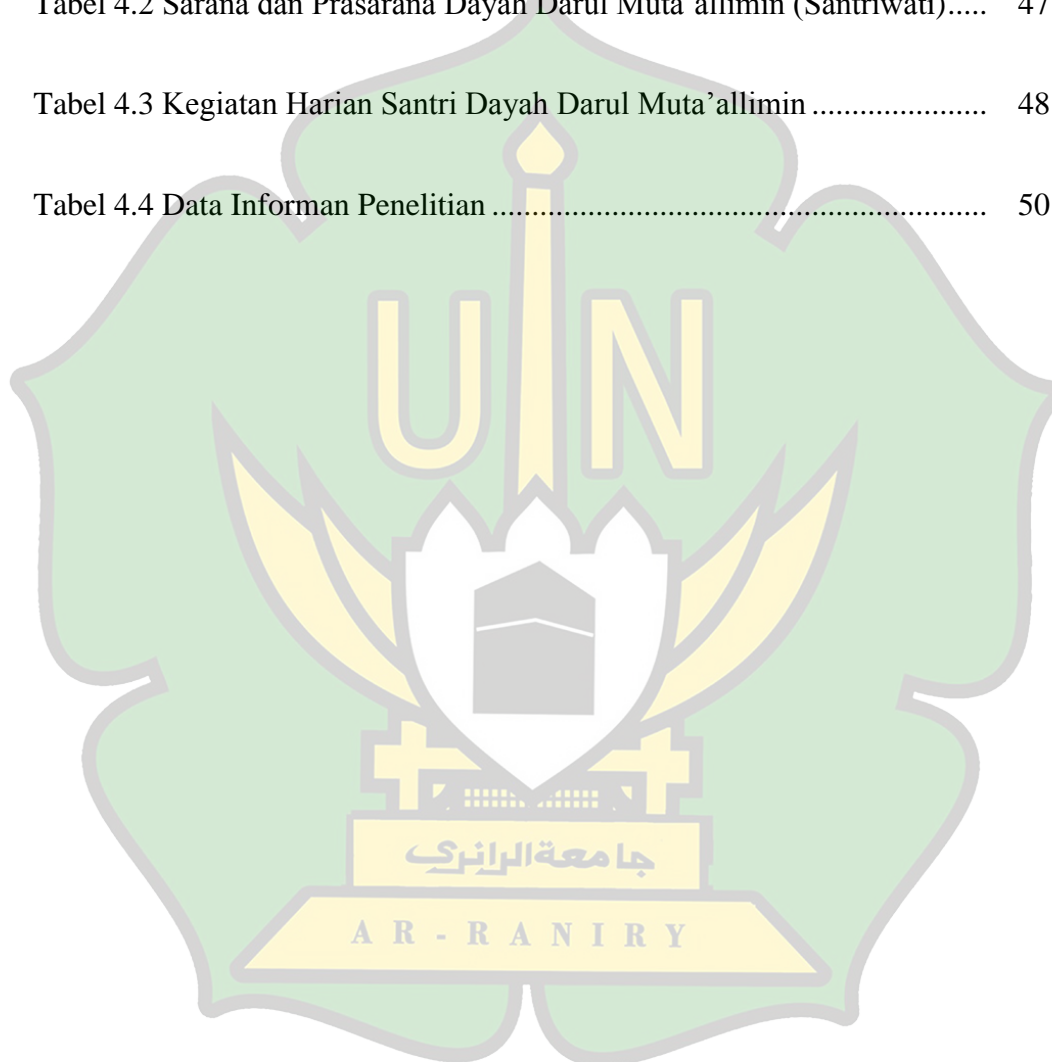 Tabel 4.2 Sarana dan Prasarana Dayah Darul Muta’allimin (Santriwati)..... 47
Tabel 4.3 Kegiatan Harian Santri Dayah Darul Muta’allimin ...................... 48
Tabel 4.4 Data Informan Penelitian .............................................................. 50
UIN
جامعةالرانري
AR - RANIRY